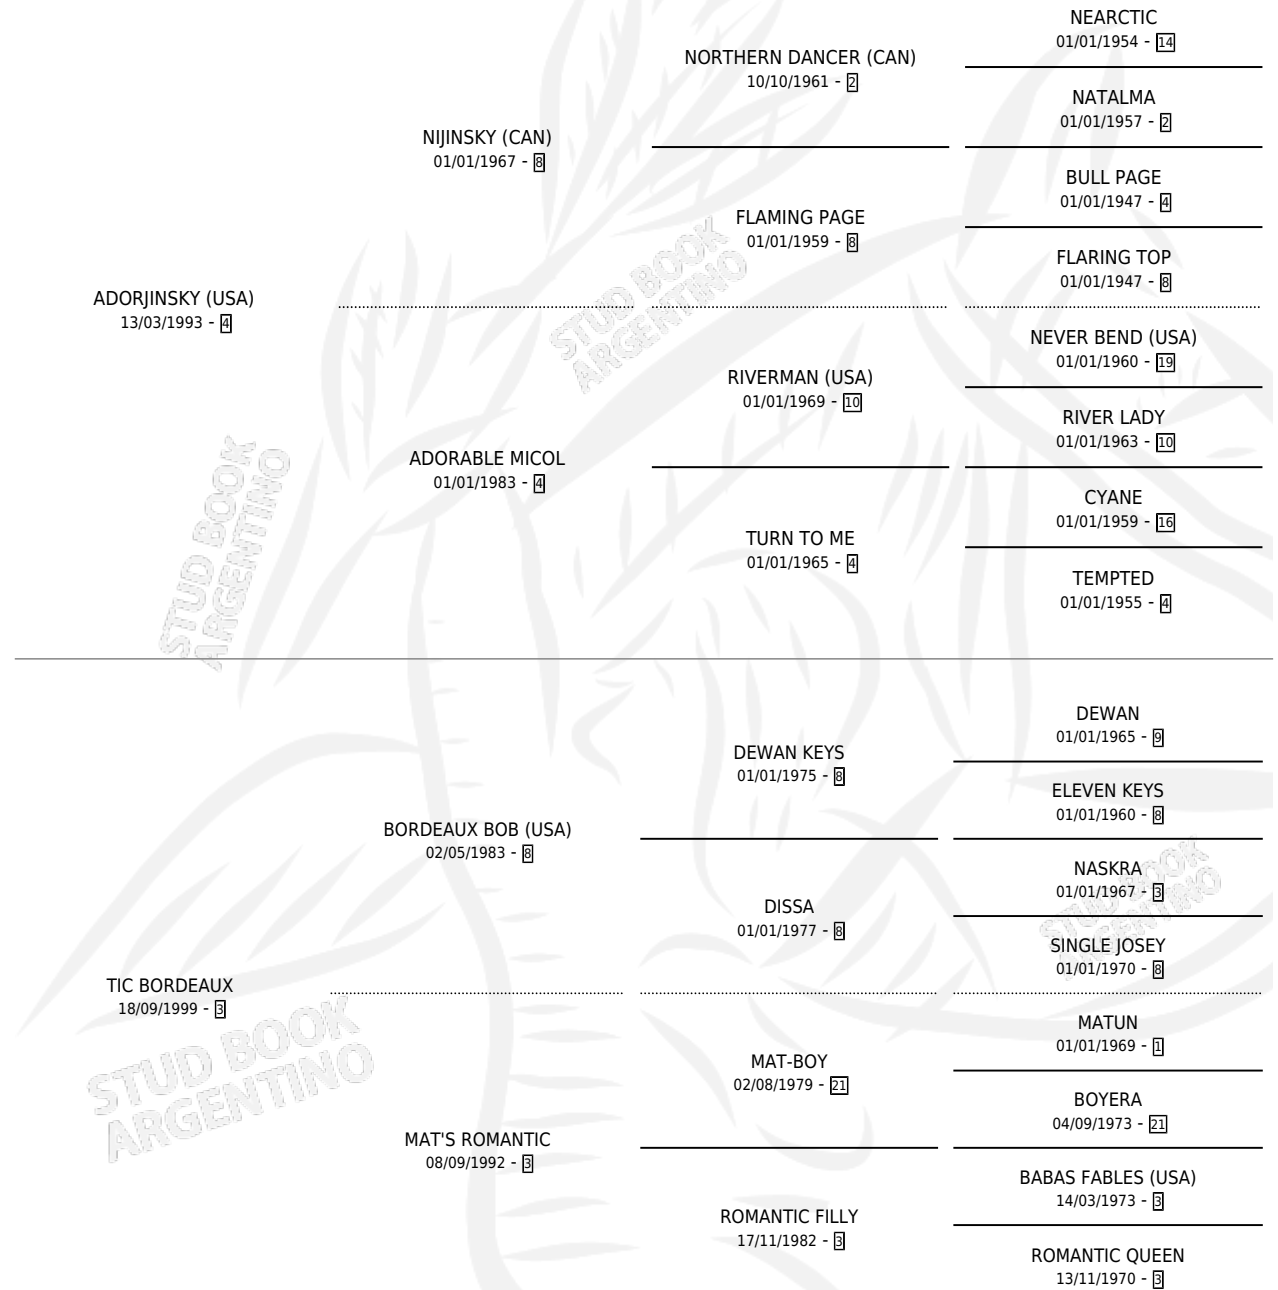 NEARCTIC
01/01/1954 - 14
NORTHERN DANCER (CAN)
10/10/1961 - 2
NATALMA
01/01/1957 - 2
NIJINSKY (CAN)
01/01/1967 - 8
BULL PAGE
01/01/1947 - 4
FLAMING PAGE
01/01/1959 - 8
FLARING TOP
01/01/1947 - 8
ADORJINSKY (USA)
13/03/1993 - 4
NEVER BEND (USA)
01/01/1960 - 19
RIVERMAN (USA)
01/01/1969 - 10
RIVER LADY
01/01/1963 - 10
ADORABLE MICOL
01/01/1983 - 4
CYANE
01/01/1959 - 16
TURN TO ME
01/01/1965 - 4
TEMPTED
01/01/1955 - 4
DEWAN
01/01/1965 - 9
DEWAN KEYS
01/01/1975 - 8
ELEVEN KEYS
01/01/1960 - 8
BORDEAUX BOB (USA)
02/05/1983 - 8
NASKRA
01/01/1967 - 3
DISSA
01/01/1977 - 8
SINGLE JOSEY
01/01/1970 - 8
TIC BORDEAUX
18/09/1999 - 3
MATUN
01/01/1969 - 1
MAT-BOY
02/08/1979 - 21
BOYERA
04/09/1973 - 21
MAT'S ROMANTIC
08/09/1992 - 3
BABAS FABLES (USA)
14/03/1973 - 3
ROMANTIC FILLY
17/11/1982 - 3
ROMANTIC QUEEN
13/11/1970 - 3
STUD BOOK
ARGENTINO
STUD BOOK
ARGENTINO
STUD BOOK
ARGENTINO
STUD BOOK
ARGENTINO